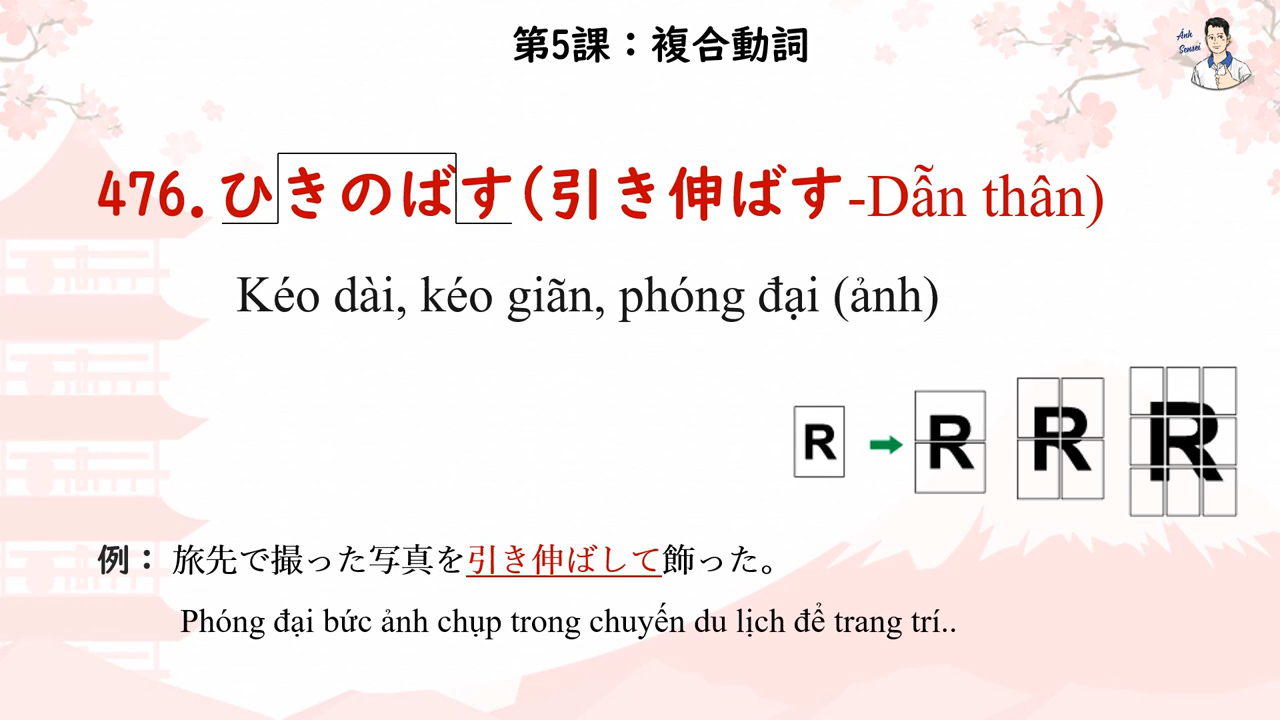 第5課：複合動詞
Ánh
Sensei
476.ひきのばす(引き伸ばす-Dẫn thân)
Kéo dài, kéo giãn, phóng đại (ảnh)
R R R R
例： 旅先で撮った写真を引き伸ばして飾った。
Phóng đại bức ảnh chụp trong chuyến du lịch để trang trí..